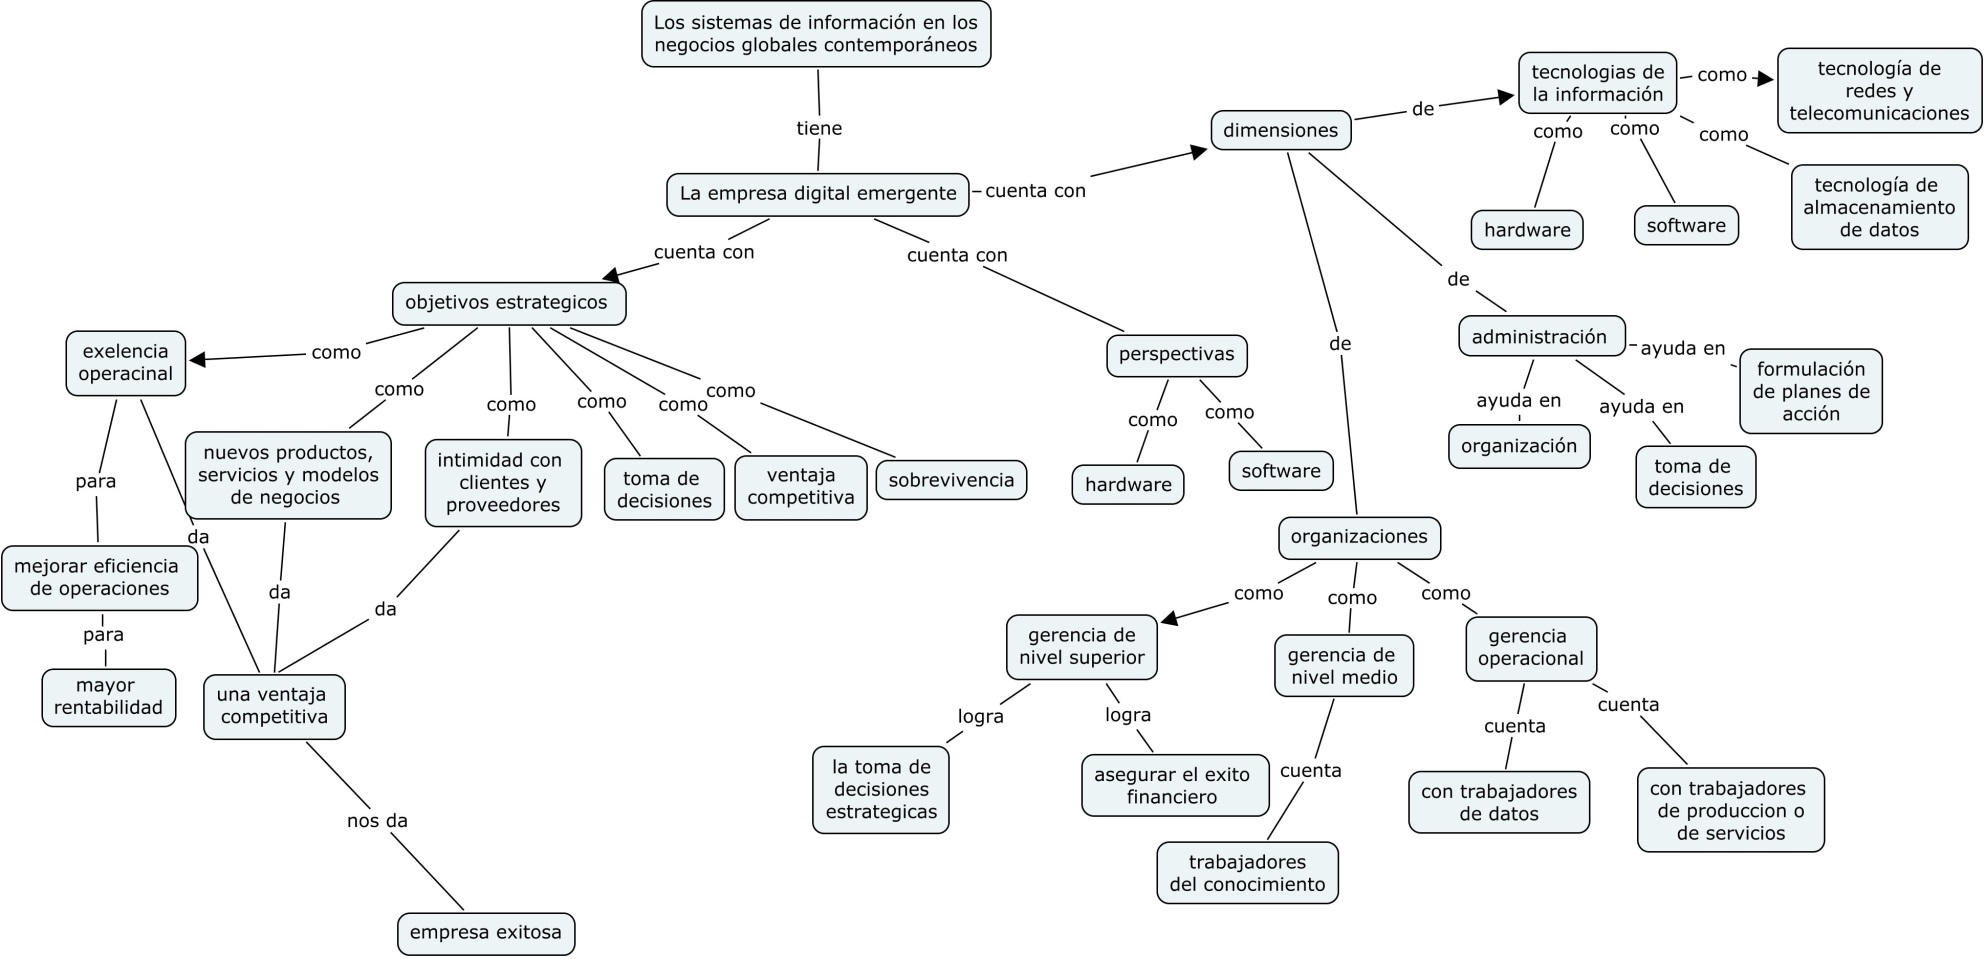 Los sistemas de información en los
negocios globales contemporáneos
tiene
La empresa digital emergente
cuenta con
dimensiones
de
tecnologias de
la información
como
tecnología de
redes y
telecomunicaciones
como
como
como
hardware
software
tecnología de
almacenamiento
de datos
cuenta con
cuenta con
objetivos estrategicos
perspectivas
como
como
hardware
software
de
administración
ayuda en
formulación
de planes de
acción
ayuda en
ayuda en
organización
toma de
decisiones
de
como
exelencia
operacinal
como
como
como
como
como
nuevos productos,
servicios y modelos
de negocios
intimidad con
clientes y
proveedores
toma de
decisiones
ventaja
competitiva
sobrevivencia
para
da
mejorar eficiencia
de operaciones
da
da
para
mayor
rentabilidad
una ventaja
competitiva
nos da
empresa exitosa
organizaciones
como
como
como
gerencia de
nivel superior
gerencia de
nivel medio
gerencia
operacional
logra
logra
cuenta
cuenta
cuenta
la toma de
decisiones
estrategicas
asegurar el exito
financiero
trabajadores
del conocimiento
con trabajadores
de datos
con trabajadores
de produccion o
de servicios